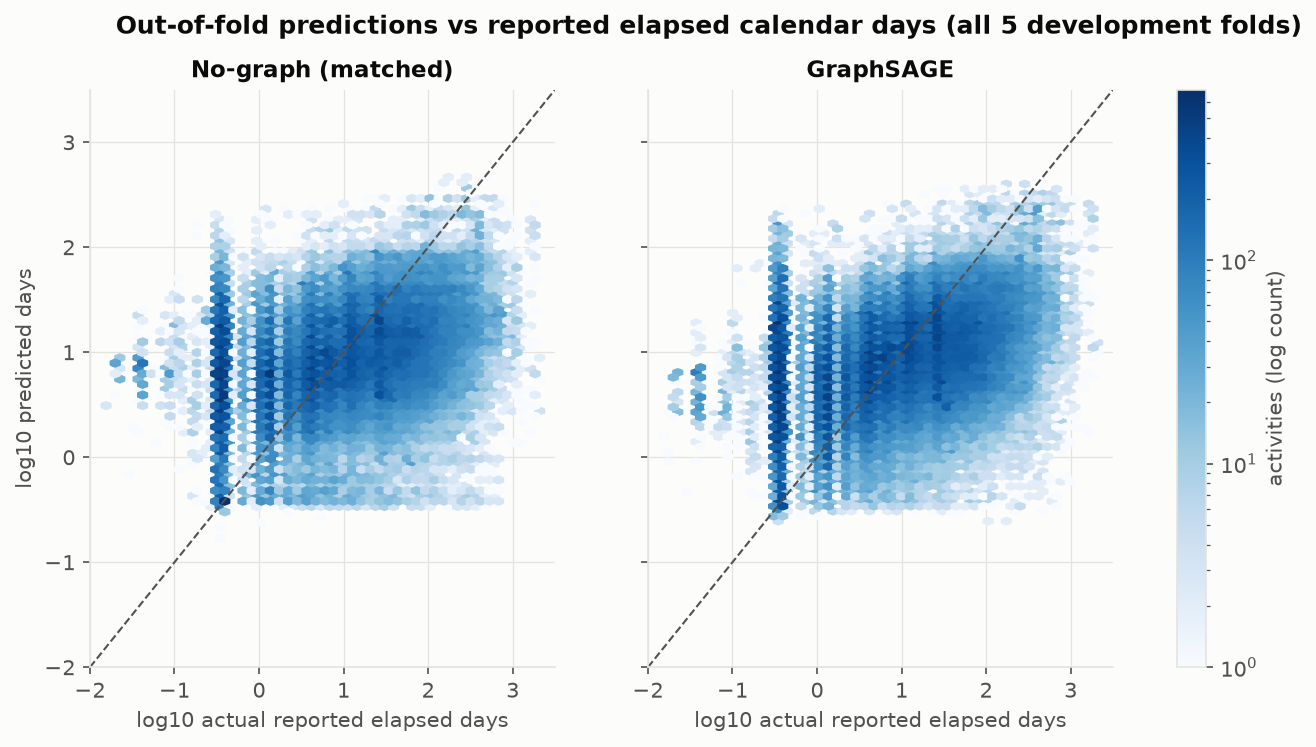 Out-of-fold predictions vs reported elapsed calendar days (all 5 development folds)
No-graph (matched)
GraphSAGE
log10 predicted days
3
2
1
0
−1
−2
−2 −1 0 1 2 3
−2 −1 0 1 2 3
log10 actual reported elapsed days
log10 actual reported elapsed days
10²
10¹
10⁰
activities (log count)